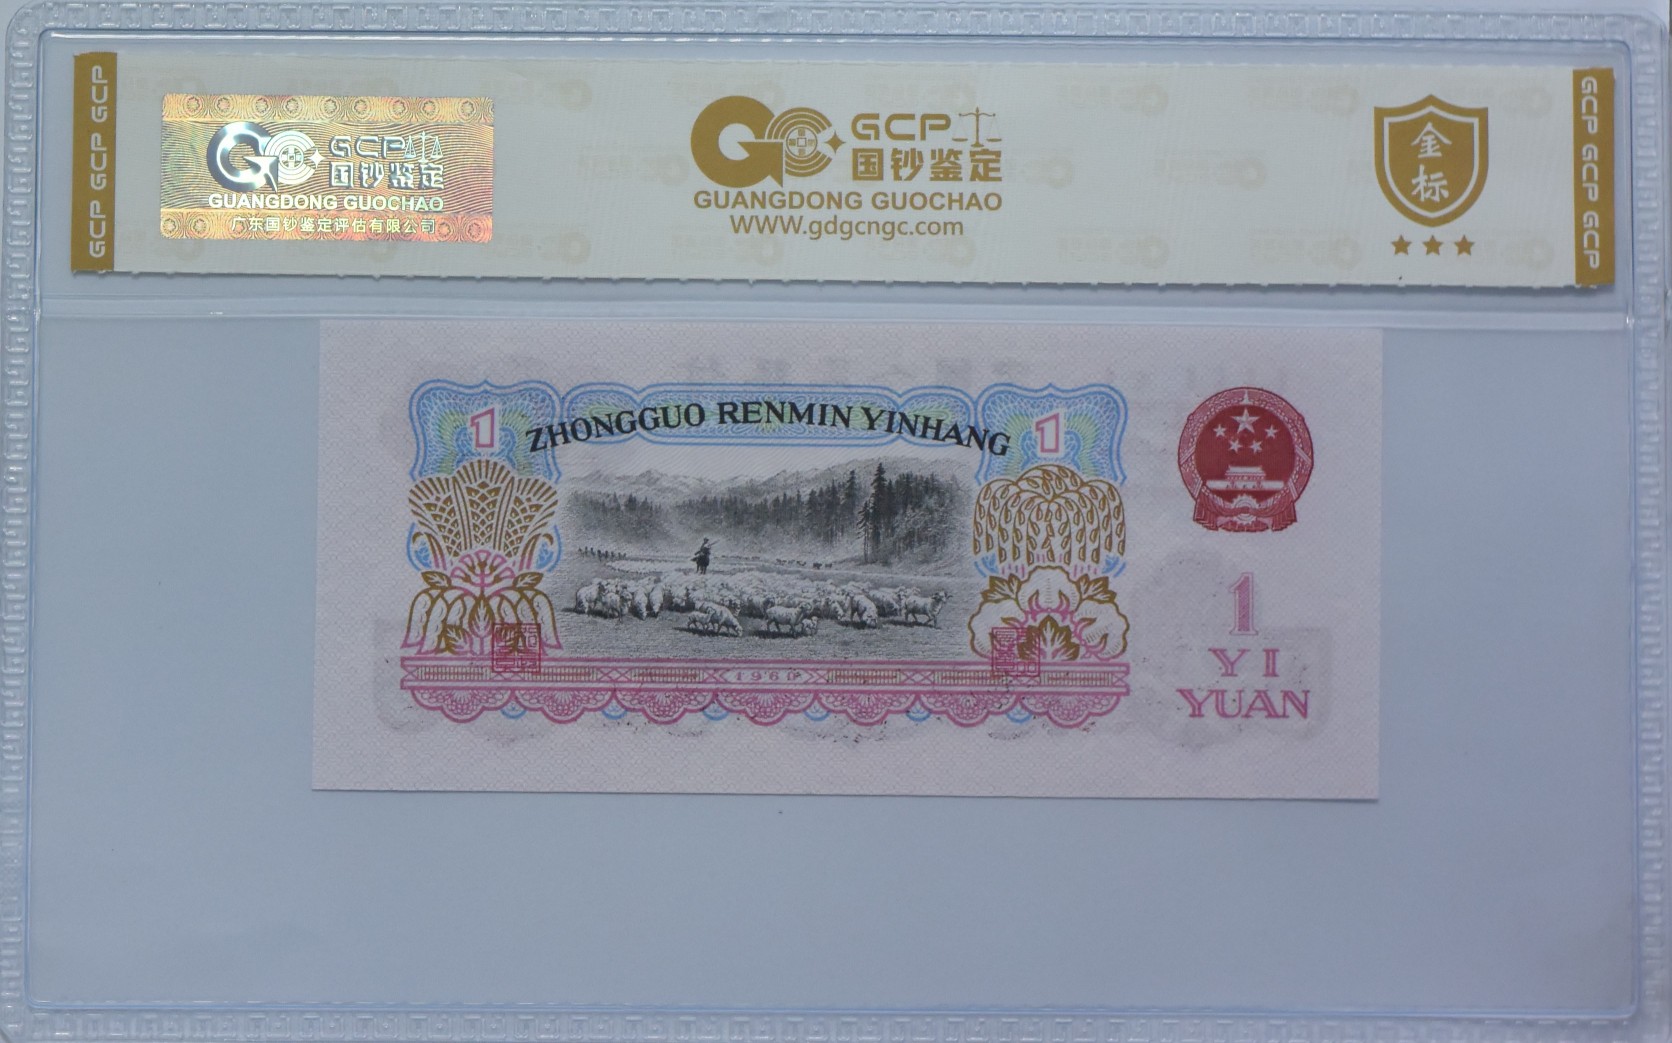 GCP GCP GCP
GCP
国钞鉴定
GUANGDONG GUOCHAO
广东国钞鉴定评估有限公司
GCP
国钞鉴定
GUANGDONG GUOCHAO
www.gdgcngc.com
金
标
GCP GCP GCP
1
ZHONGGUO RENMIN YINHANG
1
1
YI
YUAN
1960